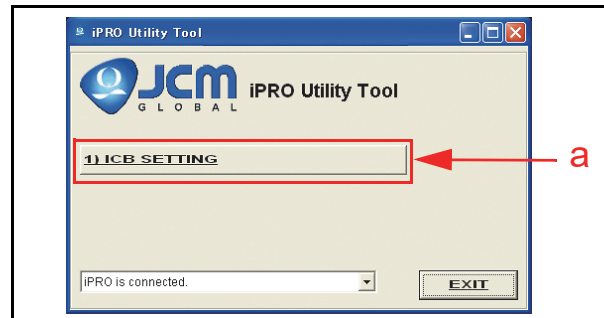 iPRO Utility Tool
JCM
GLOBAL
iPRO Utility Tool
1) ICB SETTING
a
iPRO is connected.
EXIT